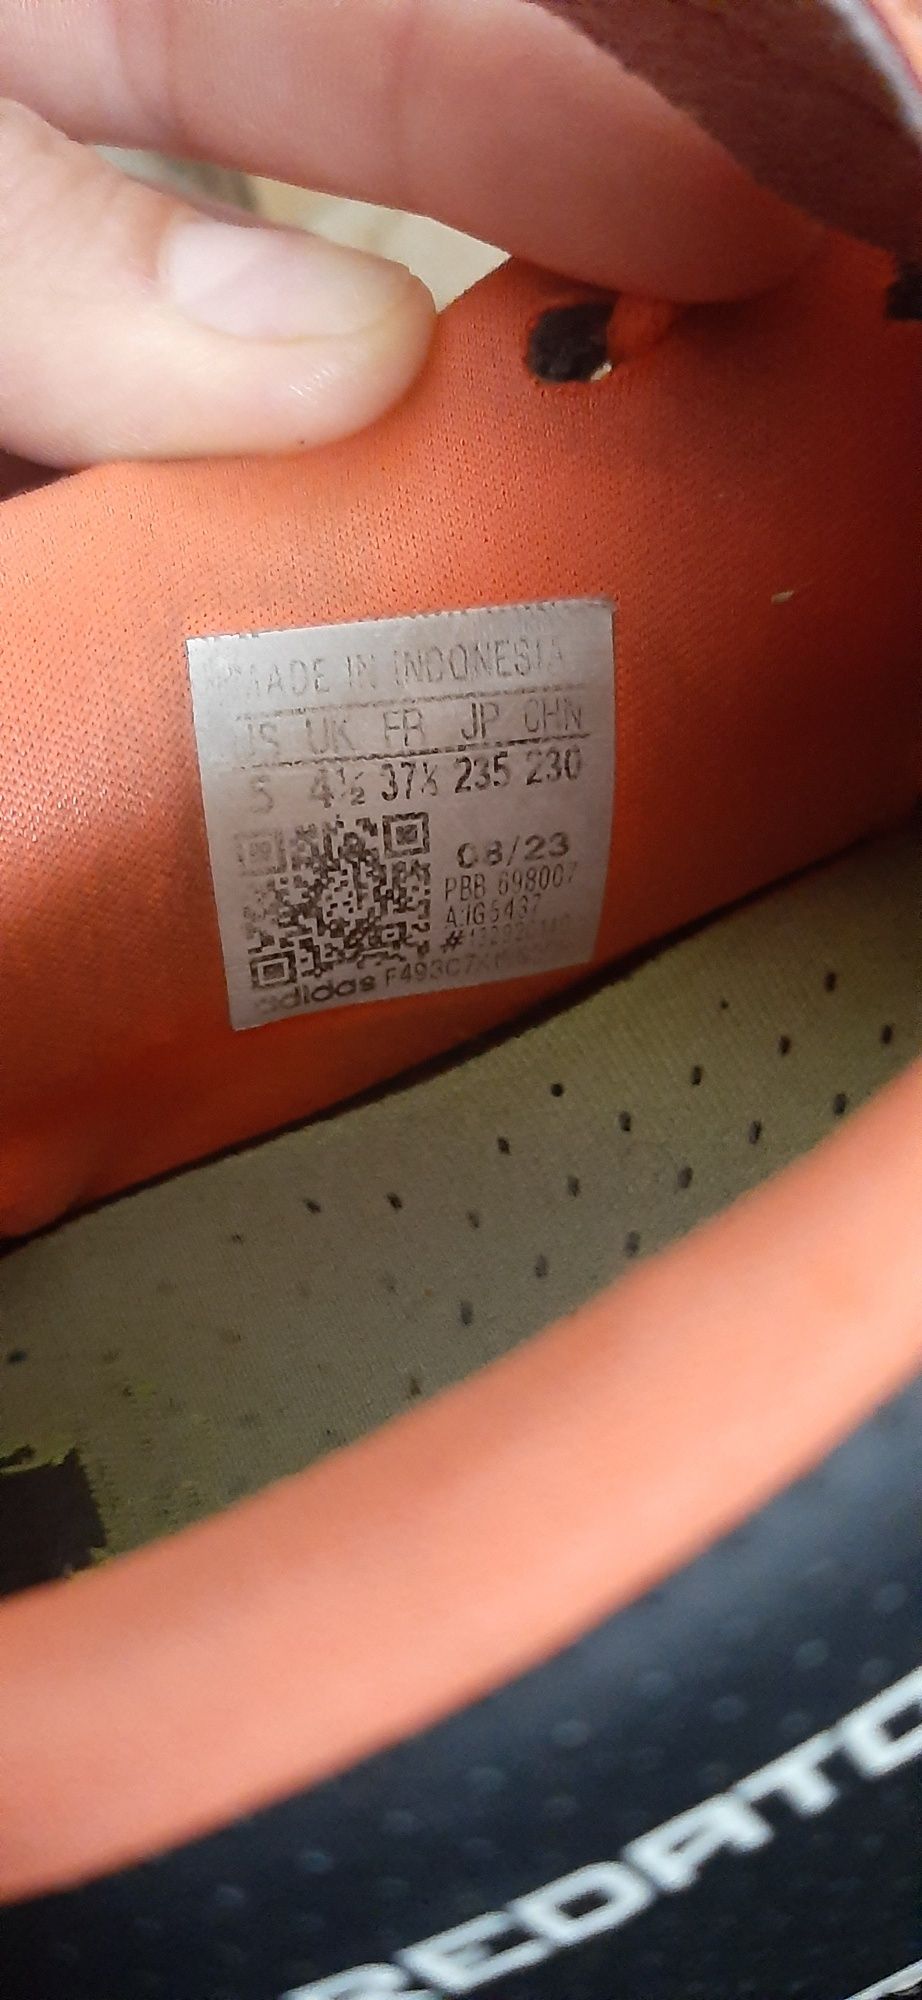 MADE IN INDONESIA
US UK FR JP CHN
5 4½ 37⅓ 235 230
08/23
PBB 698007
#
adidas
PREDATO